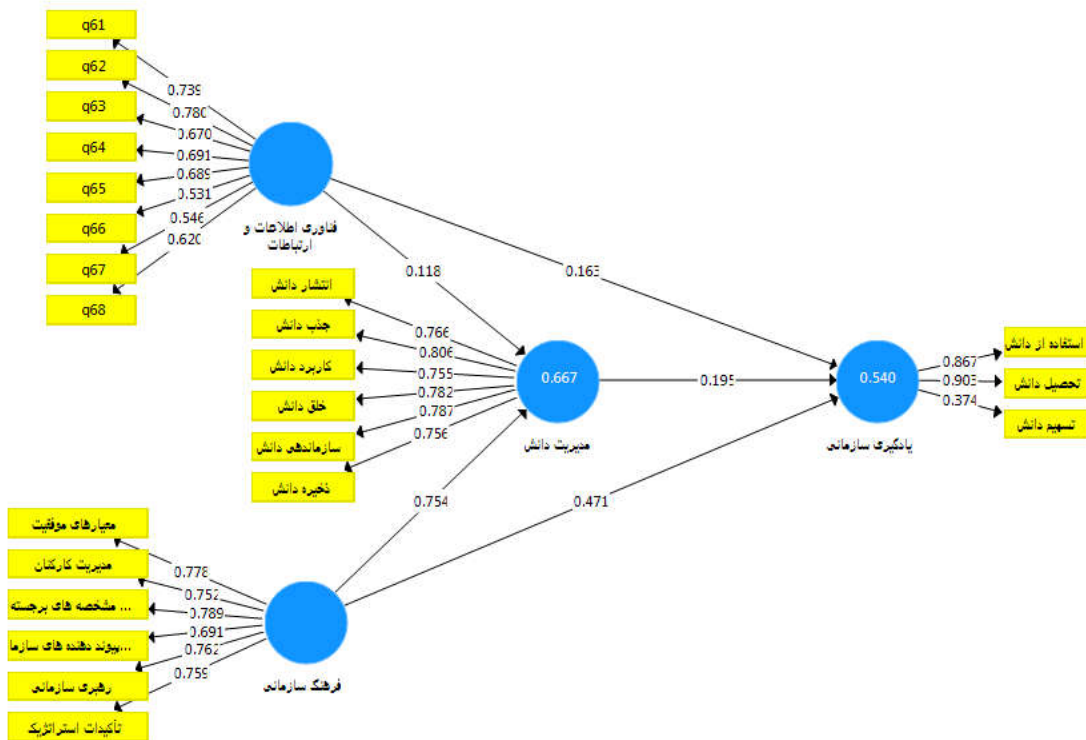 q61
q62
q63
q64
q65
q66
q67
q68
0.739
0.780
0.670
0.691
0.689
0.531
0.546
0.620
فناوری اطلاعات و
ارتباطات
0.118
0.163
انتشار دانش
جذب دانش
کاربرد دانش
خلق دانش
سازماندهی دانش
ذخیره دانش
0.766
0.806
0.755
0.782
0.787
0.756
0.667
مدیریت دانش
0.195
0.540
یادگیری سازمانی
0.867
0.903
0.374
استفاده از دانش
تحصیل دانش
تسهیم دانش
0.754
0.471
معیارهای موفقیت
مدیریت کارکنان
مشخصه های برجسته ...
پیوند دهنده های سازما...
رهبری سازمانی
تأکیدات استراتژیک
0.778
0.752
0.789
0.691
0.762
0.759
فرهنگ سازمانی